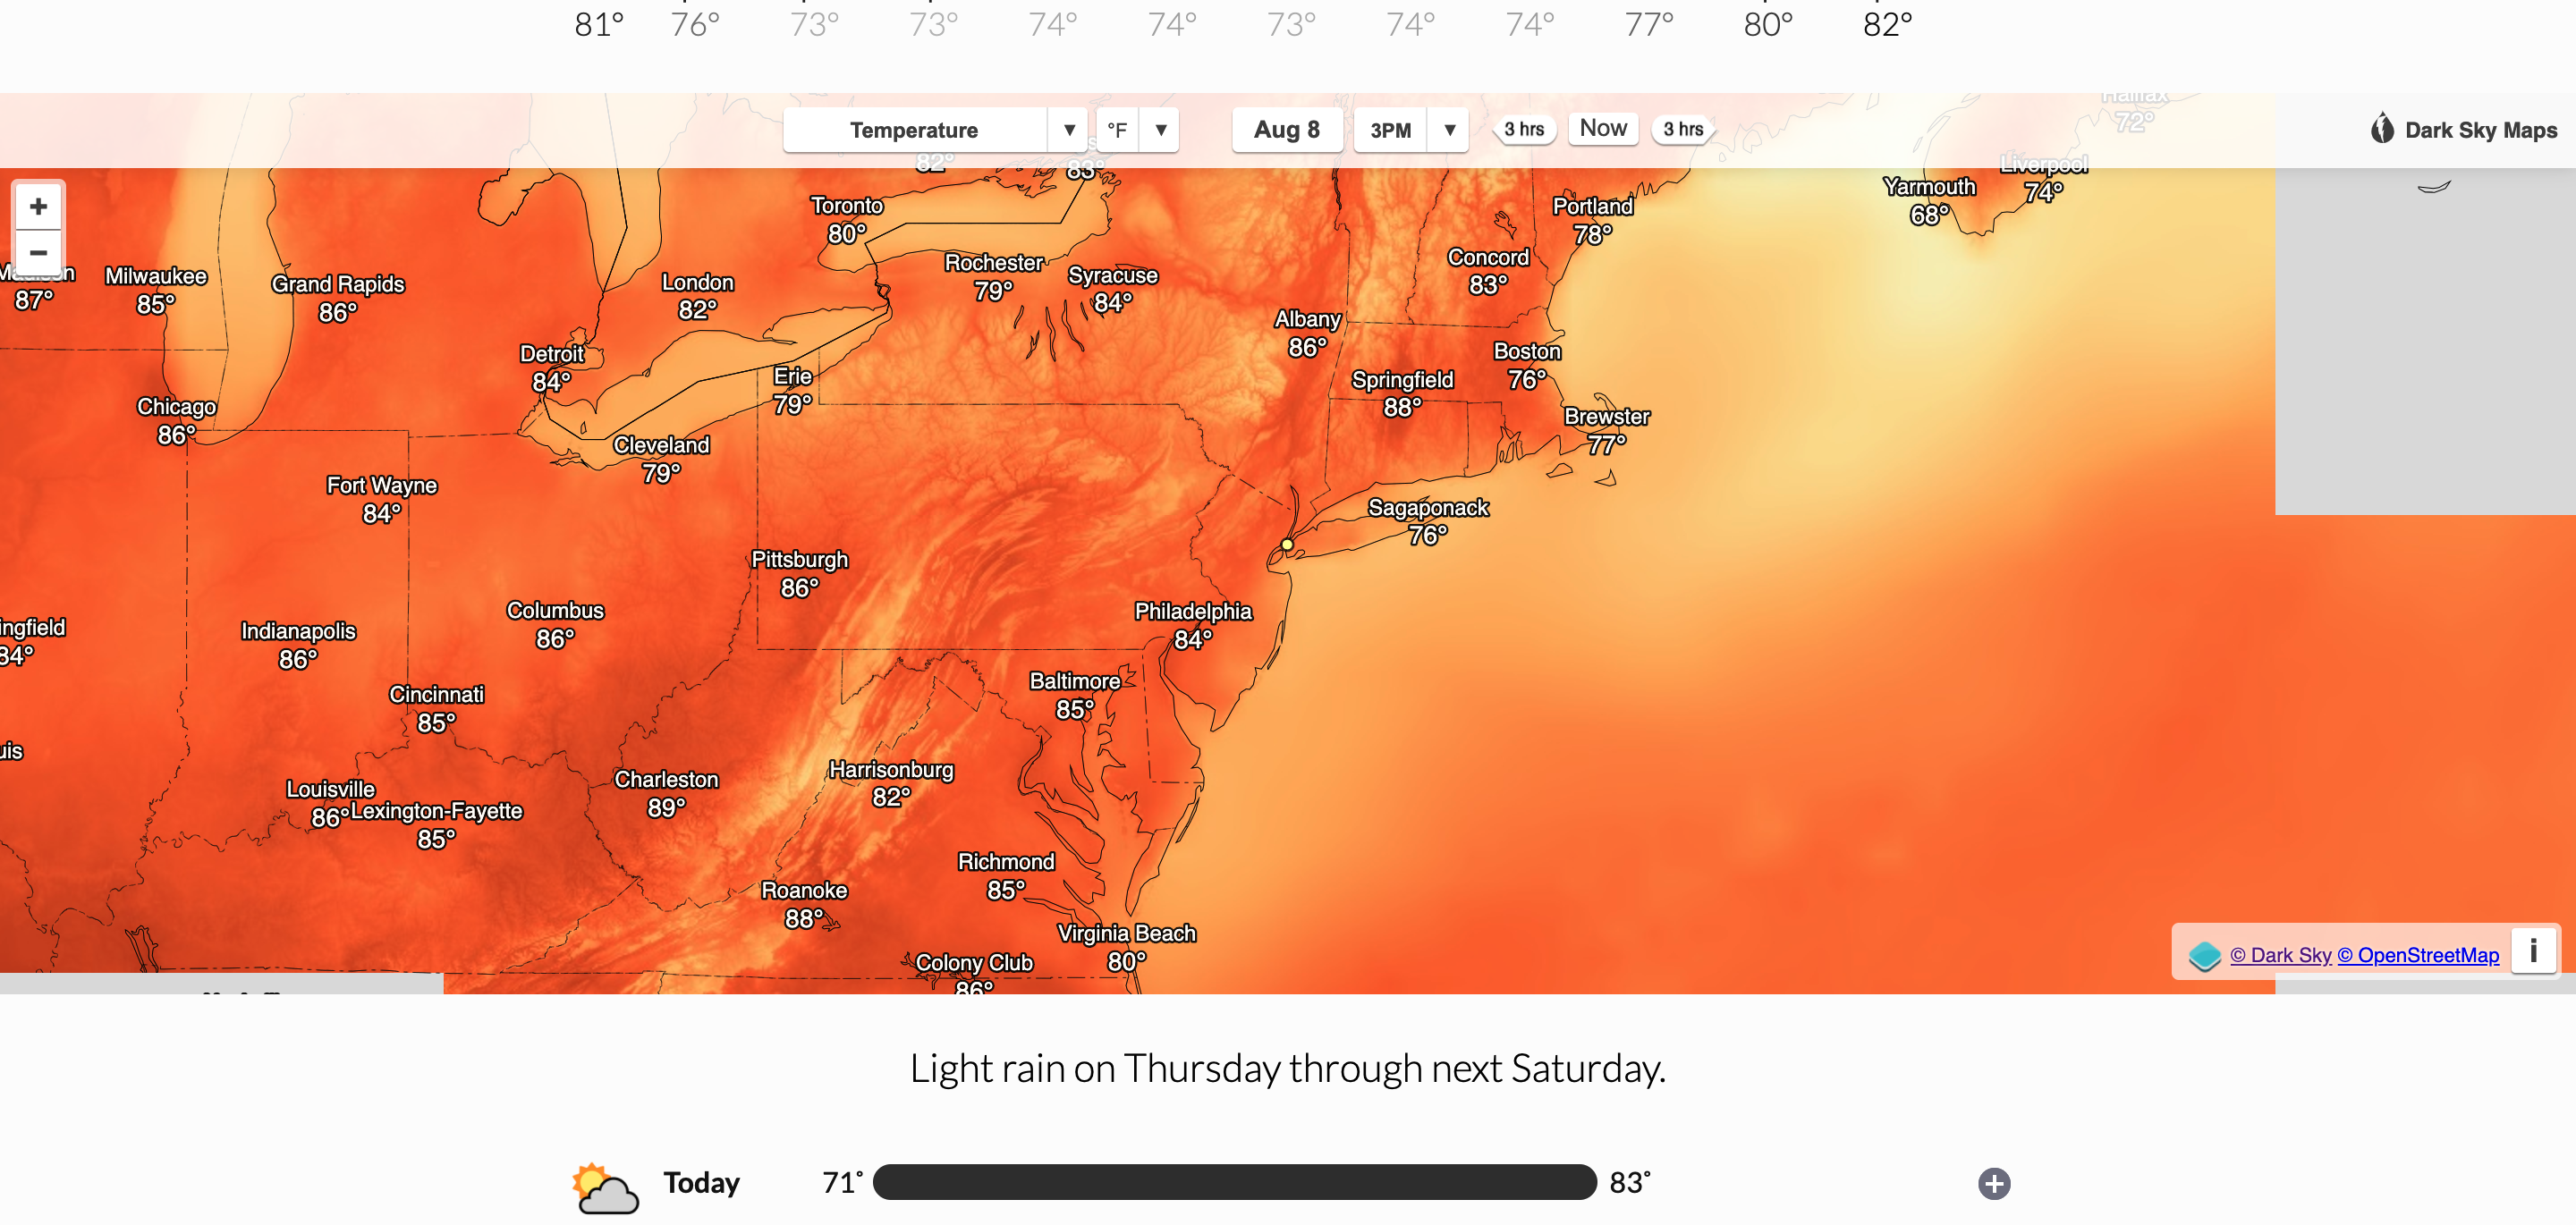 81° 76° 73° 73° 74° 74° 73° 74° 74° 77° 80° 82°
Temperature ▼ °F ▼ Aug 8 3PM ▼ 3 hrs Now 3 hrs
Dark Sky Maps
Halifax
72°
82°
83°
Liverpool
74°
Yarmouth
68°
+
−
Toronto
80°
Portland
78°
Concord
83°
Rochester
79°
Syracuse
84°
87°
Milwaukee
85°
Grand Rapids
86°
London
82°
Albany
86°
Detroit
84°
Boston
76°
Erie
79°
Springfield
88°
Chicago
86°
Brewster
77°
Cleveland
79°
Fort Wayne
84°
Sagaponack
76°
Pittsburgh
86°
Columbus
86°
Philadelphia
84°
ingfield
84°
Indianapolis
86°
Baltimore
85°
Cincinnati
85°
uis
Charleston
89°
Harrisonburg
82°
Louisville
86°
Lexington-Fayette
85°
Richmond
85°
Roanoke
88°
Virginia Beach
80°
Colony Club
86°
© Dark Sky © OpenStreetMap i
Light rain on Thursday through next Saturday.
Today 71° 83° +